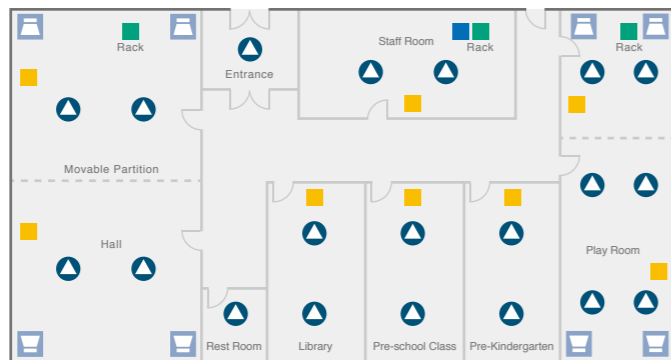 Rack
Staff Room
Rack
Rack
Entrance
Movable Partition
Hall
Play Room
Rest Room
Library
Pre-school Class
Pre-Kindergarten